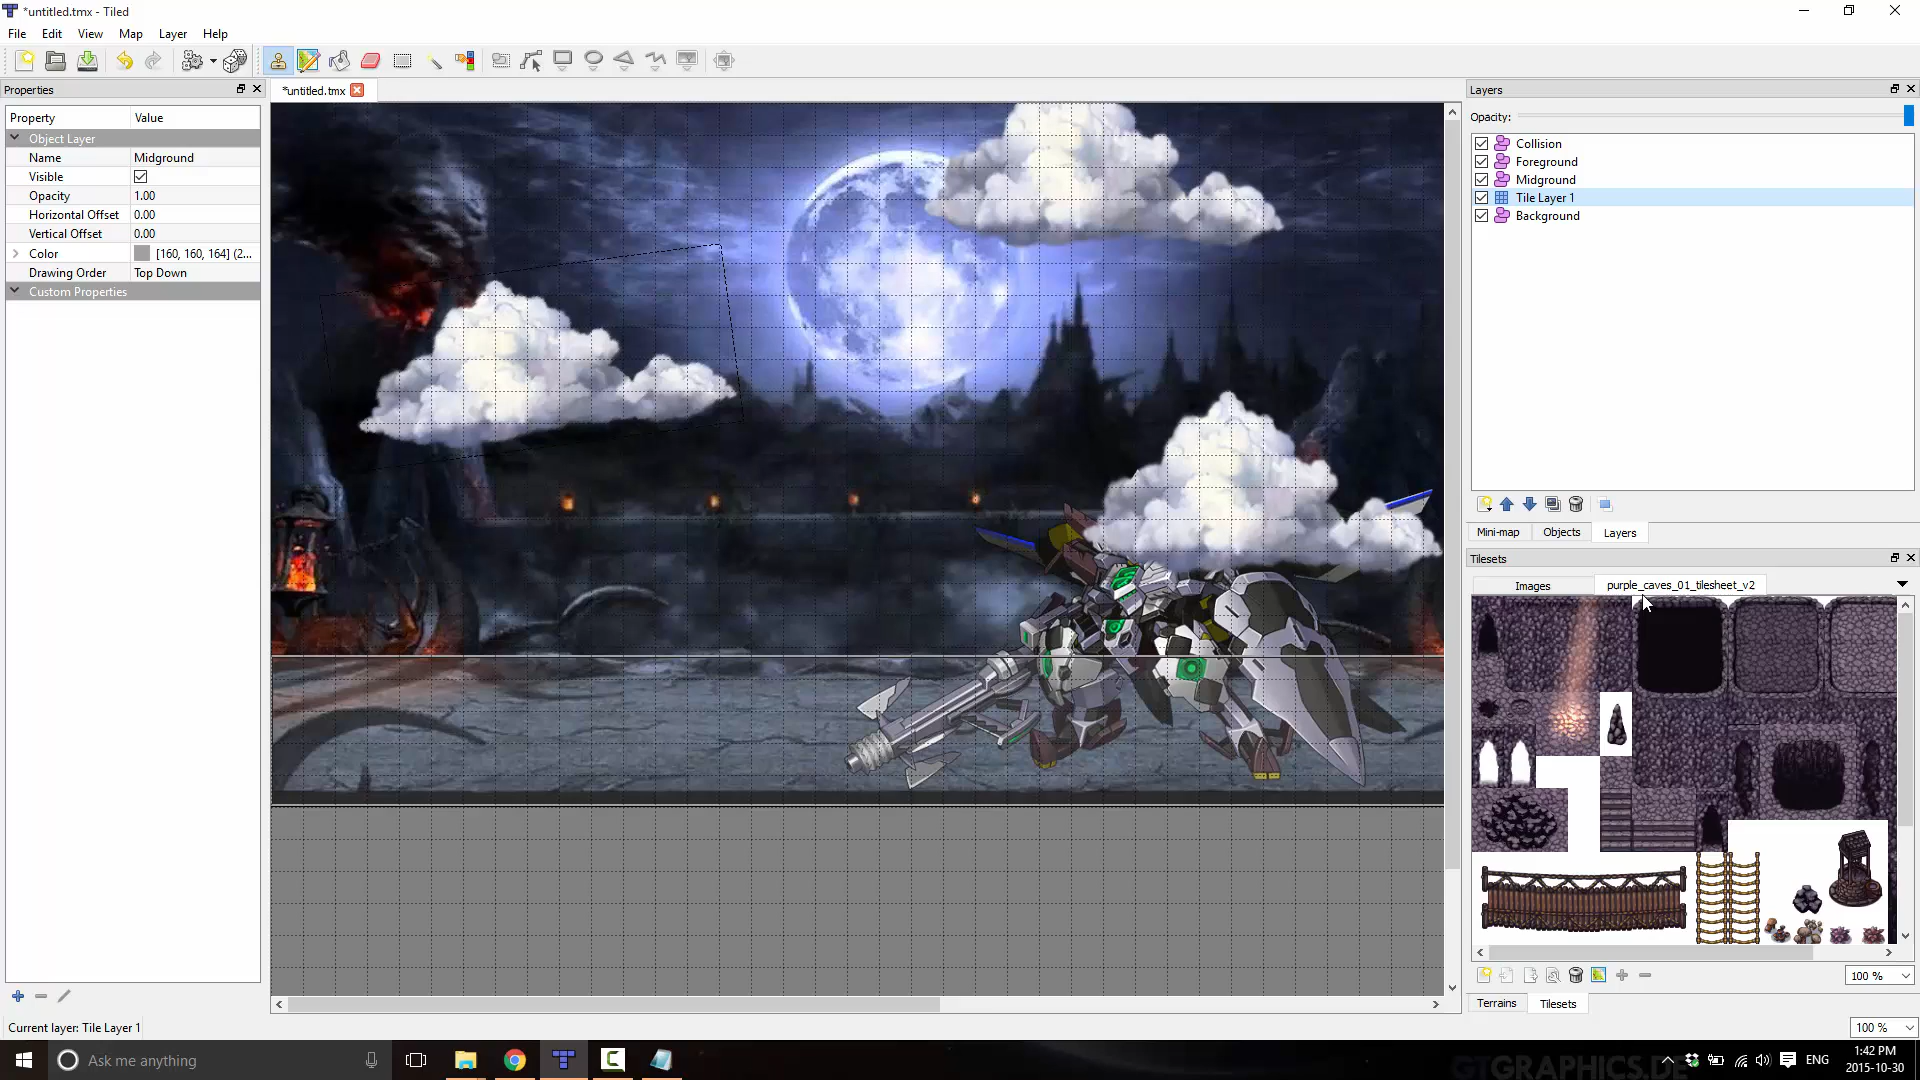 *untitled.tmx - Tiled
File Edit View Map Layer Help
Properties
*untitled.tmx
Layers
Property Value
Opacity:
Object Layer
Name Midground
Visible
Opacity 1.00
Horizontal Offset 0.00
Vertical Offset 0.00
Color [160, 160, 164] (2...
Drawing Order Top Down
Custom Properties
Collision
Foreground
Midground
Tile Layer 1
Background
Mini-map Objects Layers
Tilesets
Images purple_caves_01_tilesheet_v2
100 %
Terrains Tilesets
Current layer: Tile Layer 1
100 %
Ask me anything
GTGRAPHICS.DE
ENG
1:42 PM
2015-10-30